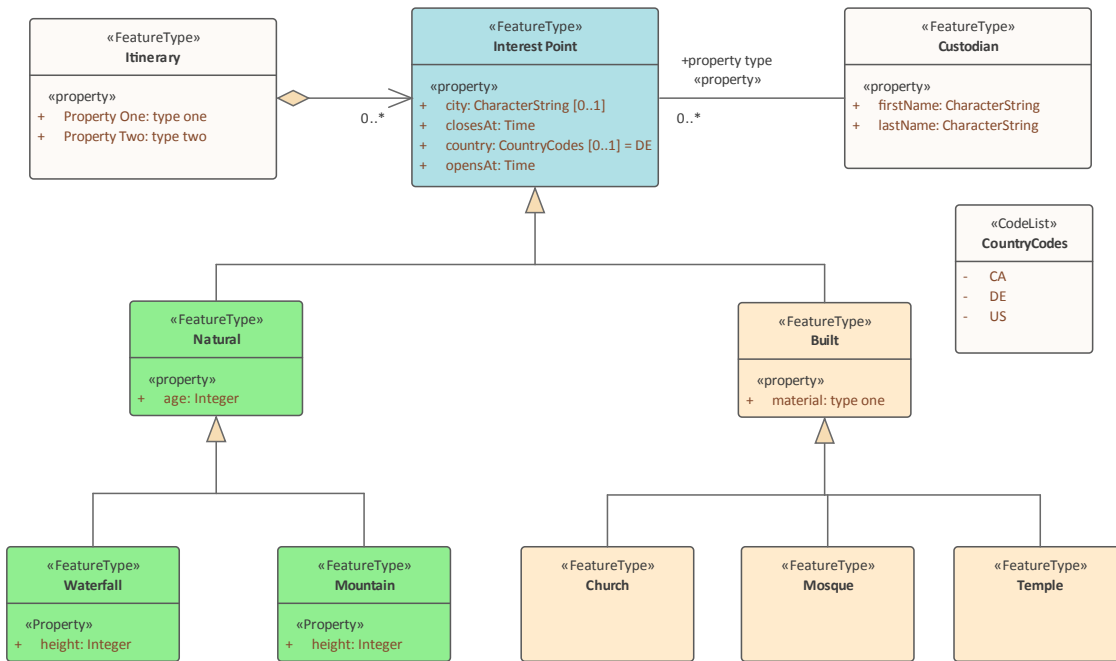 «FeatureType»
Itinerary
«property»
+ Property One: type one
+ Property Two: type two
0..*
«FeatureType»
Interest Point
«property»
+ city: CharacterString [0..1]
+ closesAt: Time
+ country: CountryCodes [0..1] = DE
+ opensAt: Time
+property type
«property»
0..*
«FeatureType»
Custodian
«property»
+ firstName: CharacterString
+ lastName: CharacterString
«CodeList»
CountryCodes
- CA
- DE
- US
«FeatureType»
Natural
«property»
+ age: Integer
«FeatureType»
Built
«property»
+ material: type one
«FeatureType»
Waterfall
«Property»
+ height: Integer
«FeatureType»
Mountain
«Property»
+ height: Integer
«FeatureType»
Church
«FeatureType»
Mosque
«FeatureType»
Temple